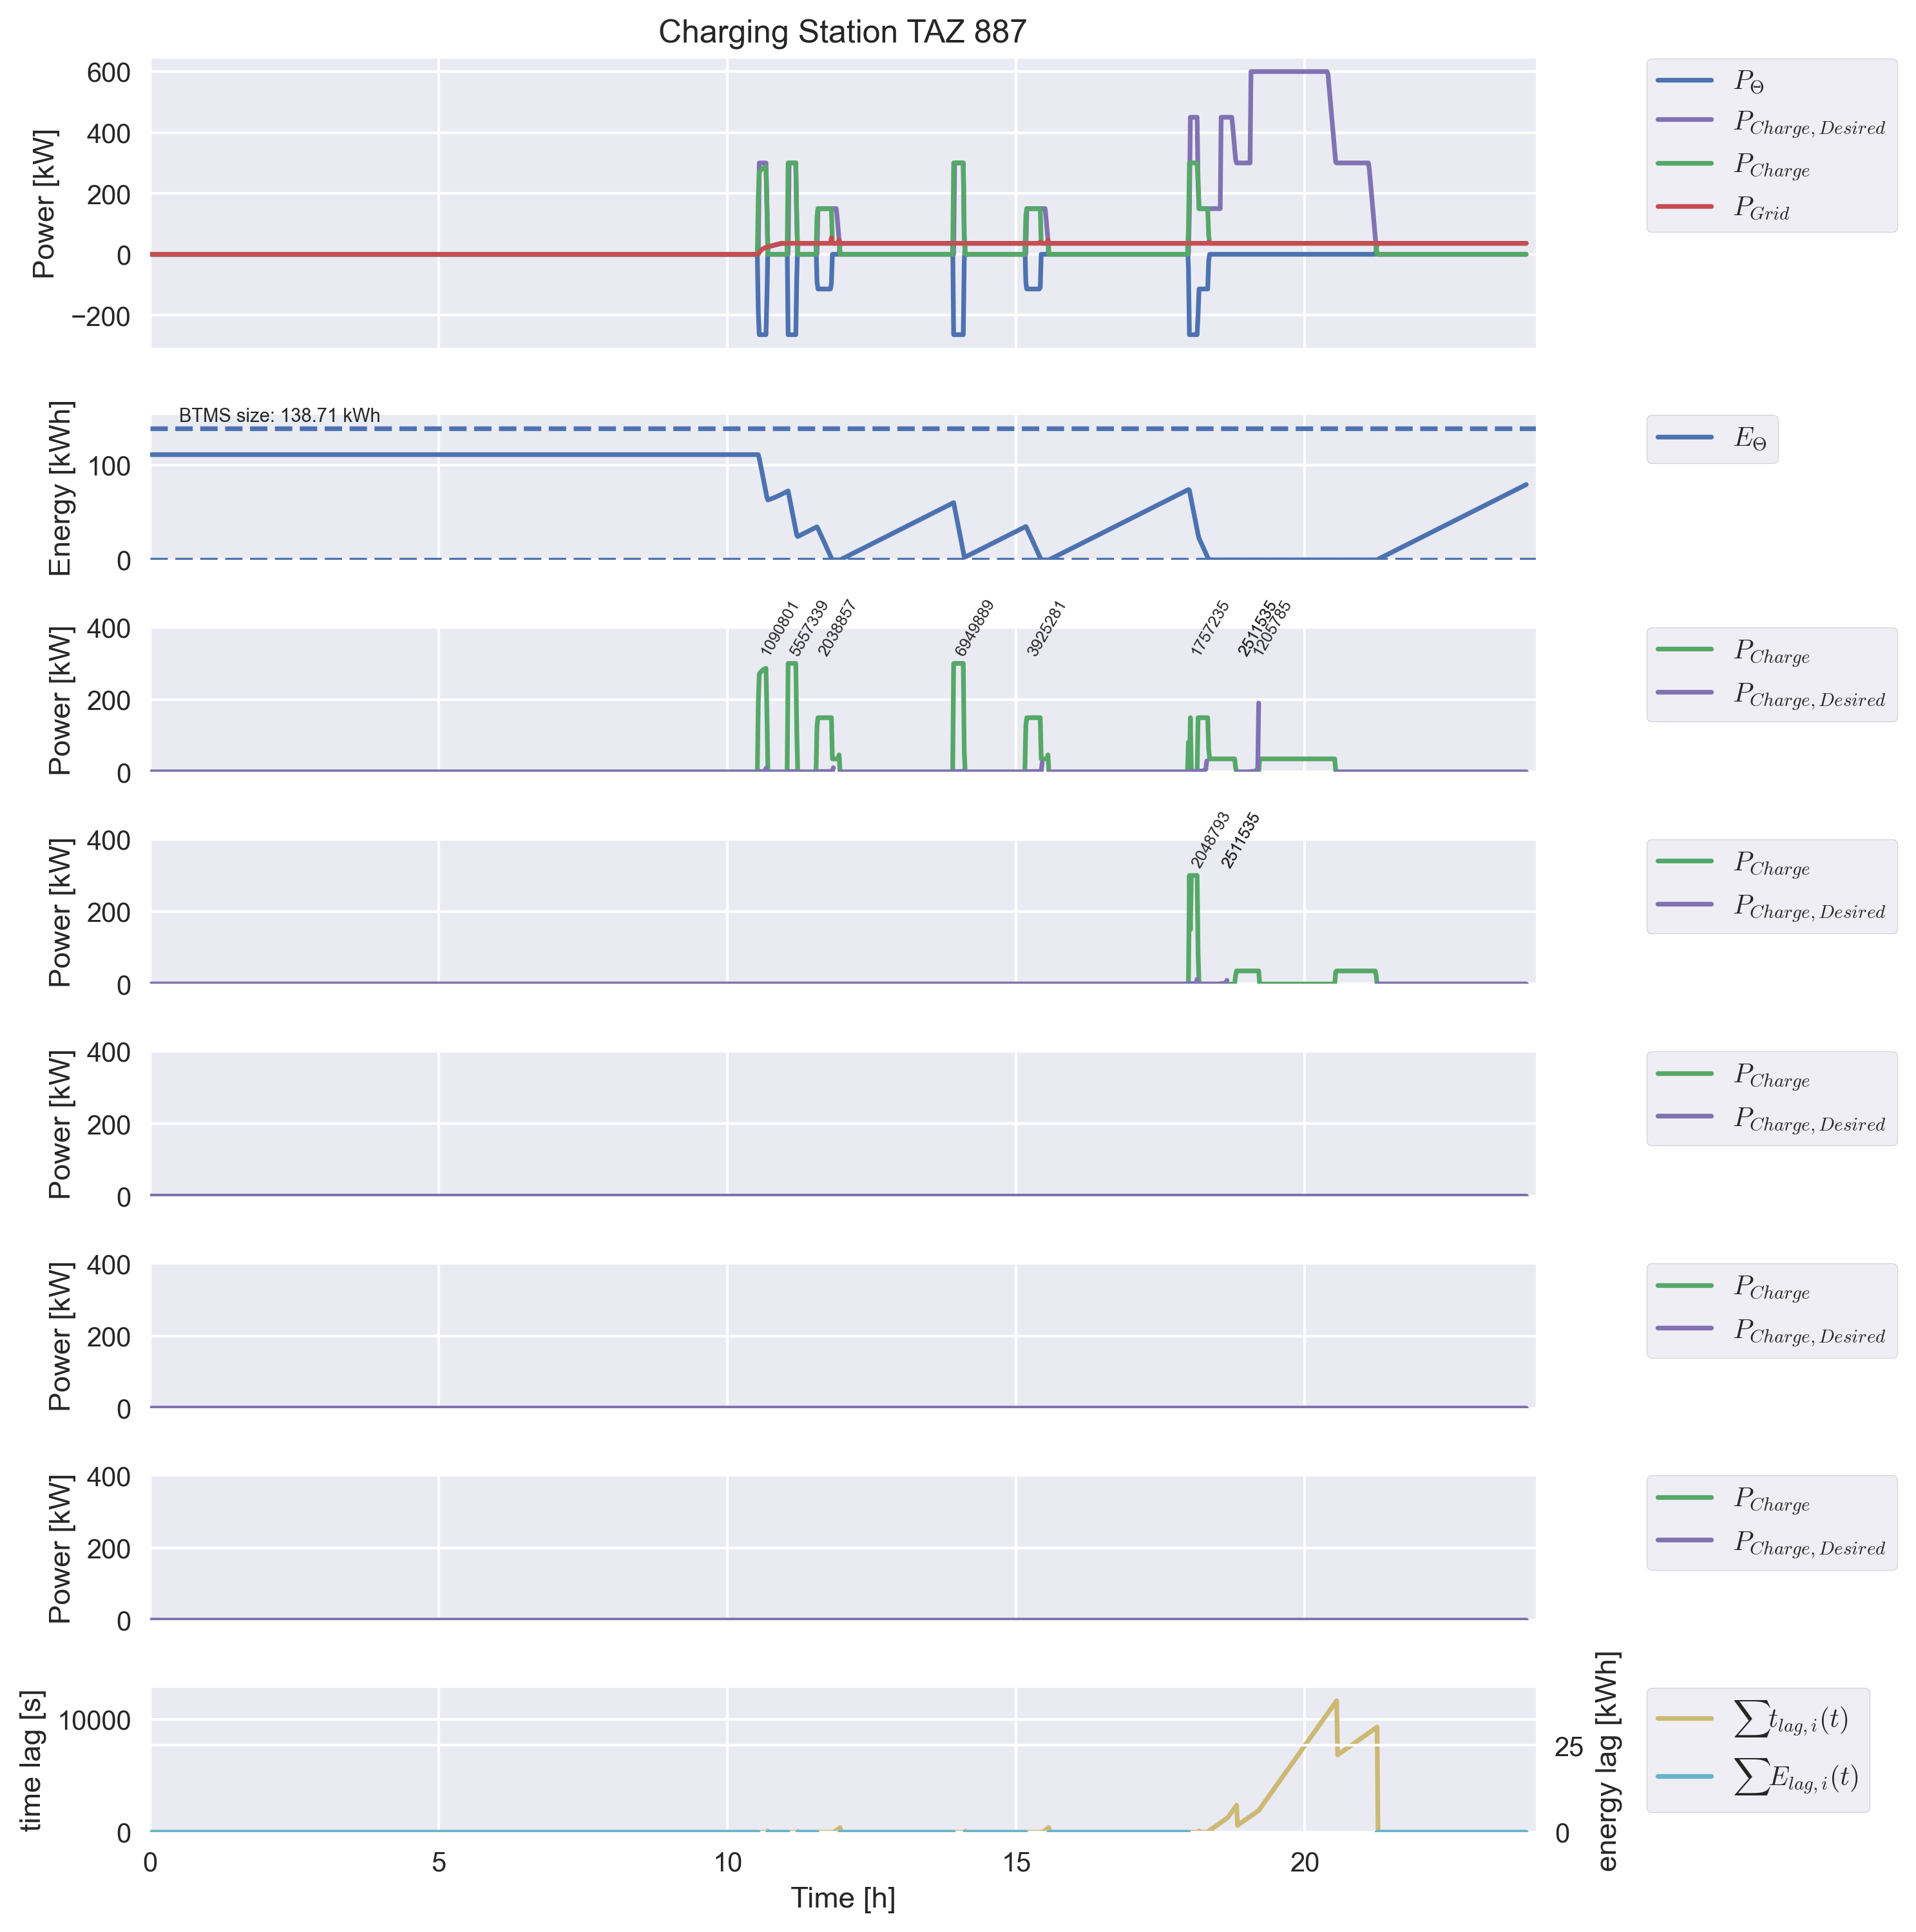 Charging Station TAZ 887
Power [kW]
600
400
200
0
−200
P_Θ
P_Charge, Desired
P_Charge
P_Grid
Energy [kWh]
BTMS size: 138.71 kWh
100
0
E_Θ
Power [kW]
400
200
0
1090801
5557339
2038857
6949889
3925281
1757235
2511535
1205785
P_Charge
P_Charge, Desired
Power [kW]
400
200
0
2048793
2511535
P_Charge
P_Charge, Desired
Power [kW]
400
200
0
P_Charge
P_Charge, Desired
Power [kW]
400
200
0
P_Charge
P_Charge, Desired
Power [kW]
400
200
0
P_Charge
P_Charge, Desired
time lag [s]
10000
0
energy lag [kWh]
25
0
∑t_lag, i(t)
∑E_lag, i(t)
0 5 10 15 20
Time [h]